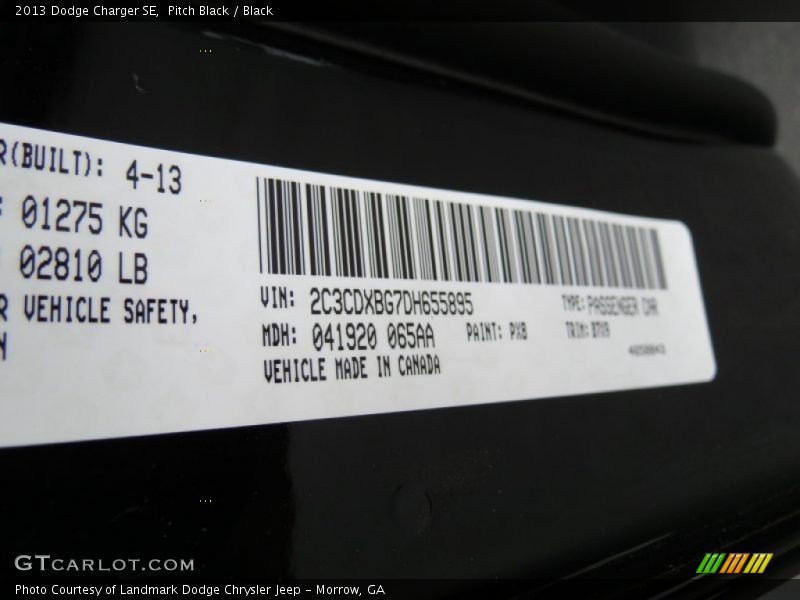 2013 Dodge Charger SE,  Pitch Black / Black
R(BUILT): 4-13
01275 KG
02810 LB
R VEHICLE SAFETY,
N
VIN: 2C3CDXBG7DH655895
TYPE: PASSENGER CAR
MDH: 041920 065AA
PAINT: PX8
TRIM:
VEHICLE MADE IN CANADA
GTCARLOT.COM
Photo Courtesy of Landmark Dodge Chrysler Jeep – Morrow, GA